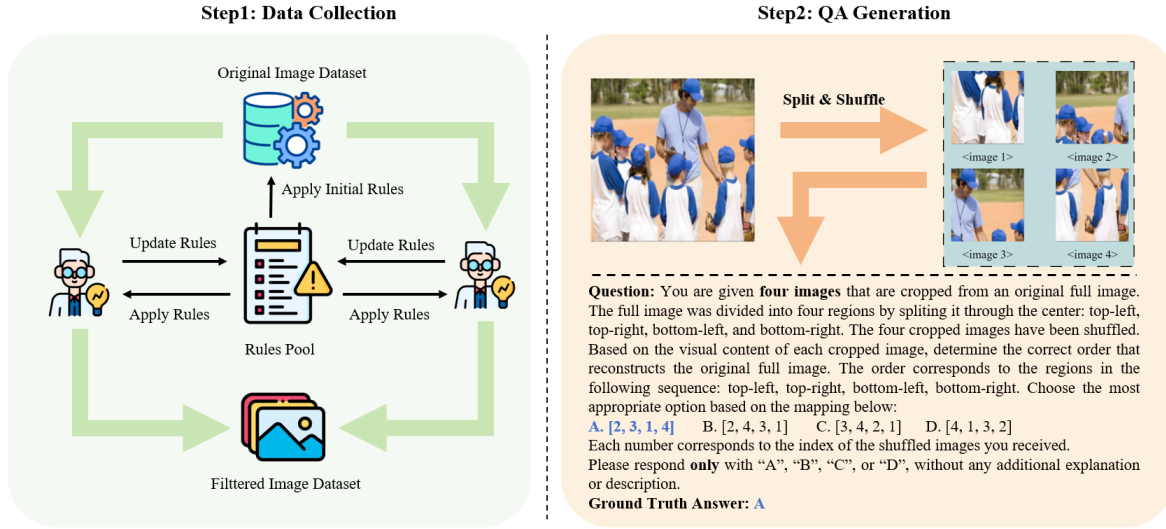 Step1: Data Collection
Original Image Dataset
Apply Initial Rules
Update Rules
Update Rules
Apply Rules
Apply Rules
Rules Pool
Filttered Image Dataset
Step2: QA Generation
Split & Shuffle
<image 1>
<image 2>
<image 3>
<image 4>
Question: You are given four images that are cropped from an original full image.
The full image was divided into four regions by spliting it through the center: top-left,
top-right, bottom-left, and bottom-right. The four cropped images have been shuffled.
Based on the visual content of each cropped image, determine the correct order that
reconstructs the original full image. The order corresponds to the regions in the
following sequence: top-left, top-right, bottom-left, bottom-right. Choose the most
appropriate option based on the mapping below:
A. [2, 3, 1, 4] B. [2, 4, 3, 1] C. [3, 4, 2, 1] D. [4, 1, 3, 2]
Each number corresponds to the index of the shuffled images you received.
Please respond only with “A”, “B”, “C”, or “D”, without any additional explanation
or description.
Ground Truth Answer: A